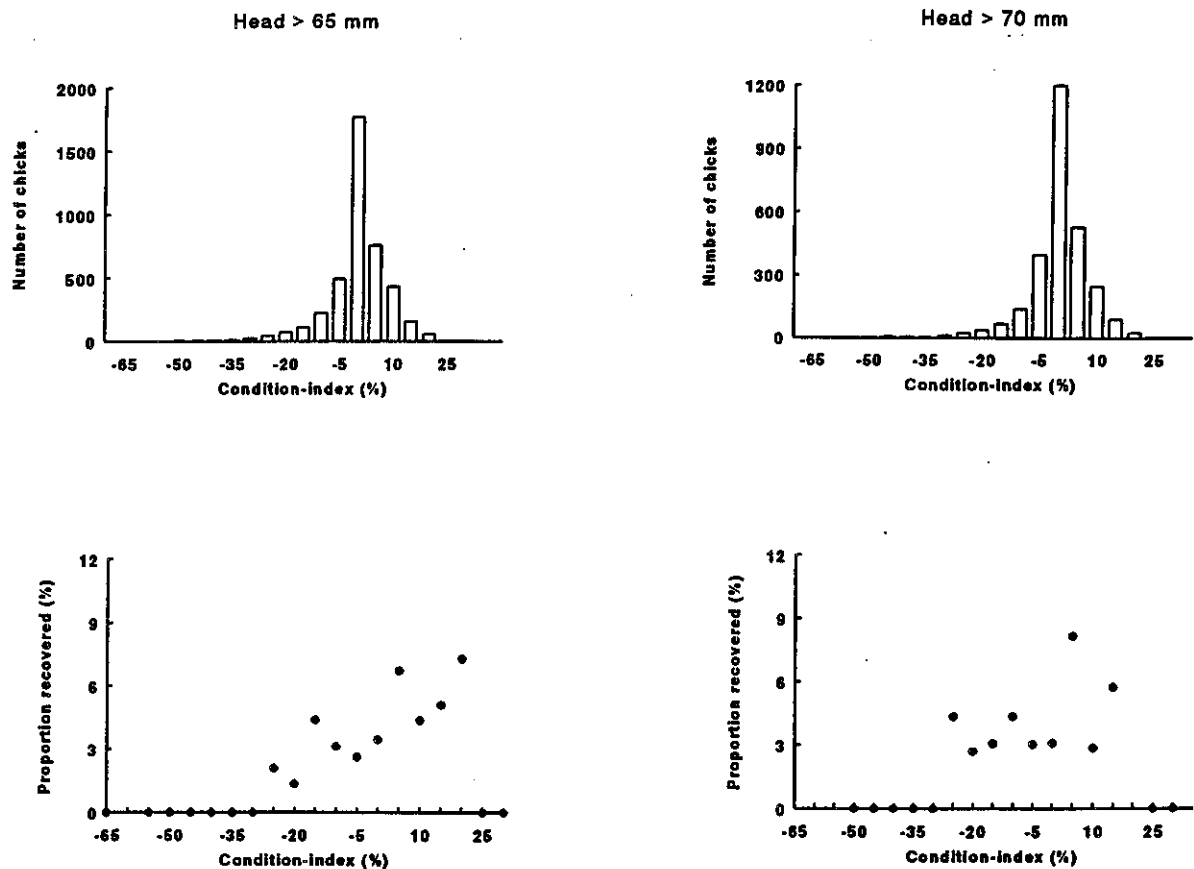 Head > 65 mm
Head > 70 mm
Number of chicks
2000
1500
1000
500
0
-65 -50 -35 -20 -5 10 25
Condition-index (%)
Number of chicks
1200
900
600
300
0
-65 -50 -35 -20 -5 10 25
Condition-index (%)
Proportion recovered (%)
12
9
6
3
0
-65 -50 -35 -20 -5 10 25
Condition-index (%)
Proportion recovered (%)
12
9
6
3
0
-65 -50 -35 -20 -5 10 25
Condition-index (%)